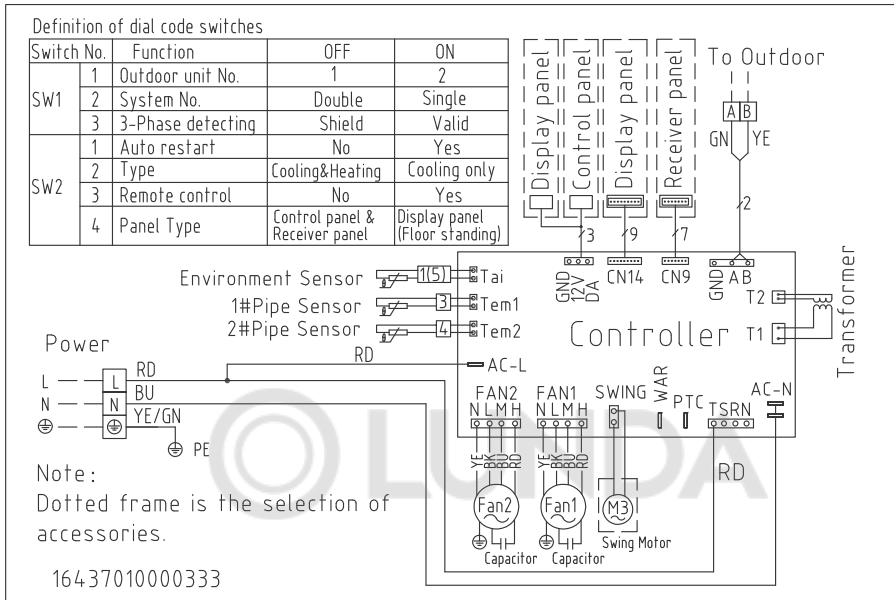 Definition of dial code switches
Switch No. Function OFF ON
SW1
1 Outdoor unit No. 1 2
2 System No. Double Single
3 3-Phase detecting Shield Valid
SW2
1 Auto restart No Yes
2 Type Cooling&Heating Cooling only
3 Remote control No Yes
4 Panel Type Control panel & Receiver panel Display panel (Floor standing)
Display panel
Control panel
Display panel
Receiver panel
To Outdoor
A B
GN YE
3 9 7 2
GND 12V DA
CN14
CN9
GND A B
Environment Sensor 1(5) Tai
1#Pipe Sensor 3 Tem1
2#Pipe Sensor 4 Tem2
Controller
T2
T1
Transformer
Power
L L RD
N N BU
YE/GN
PE
RD
AC-L
FAN2
N L M H
FAN1
N L M H
SWING
WAR
PTC
TSRN
AC-N
YE BK BU RD
YE BK BU RD
RD
Fan2
Fan1
M3
Capacitor
Capacitor
Swing Motor
Note:
Dotted frame is the selection of
accessories.
16437010000333
LUNDA